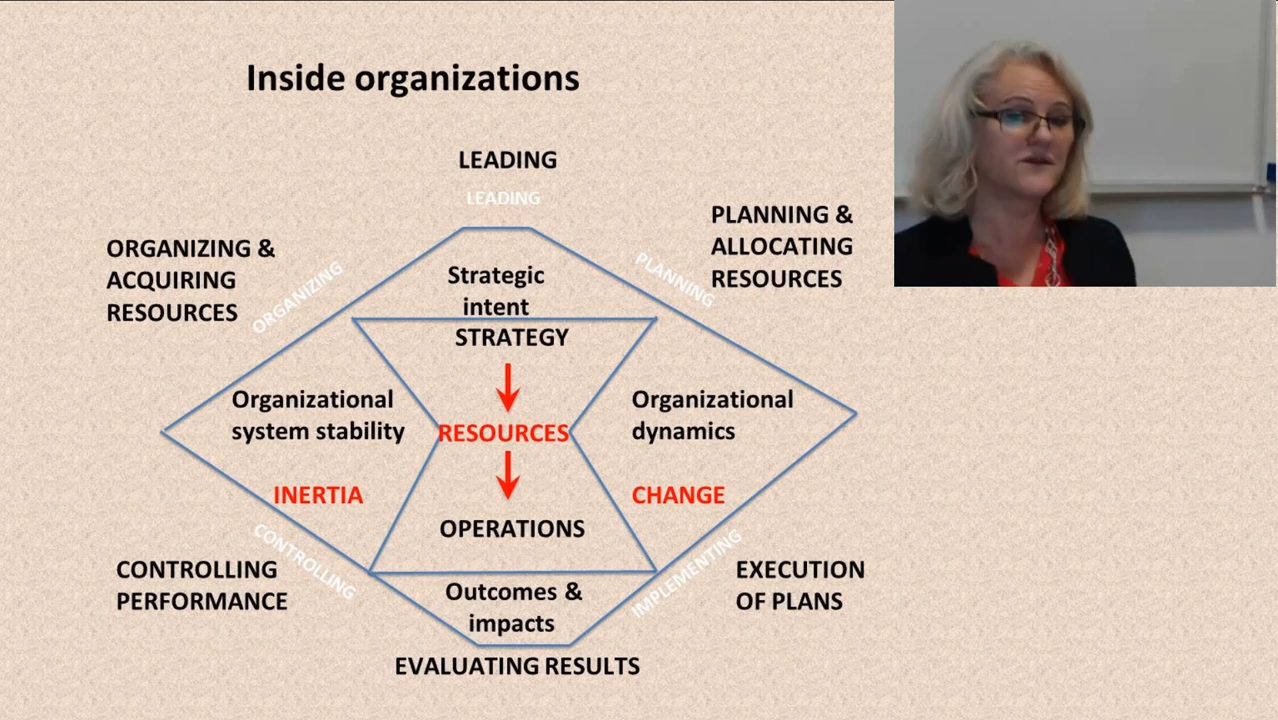 Inside organizations
LEADING
LEADING
PLANNING &
ALLOCATING
RESOURCES
ORGANIZING &
ACQUIRING
RESOURCES
ORGANIZING
PLANNING
Strategic
intent
STRATEGY
Organizational
system stability
RESOURCES
Organizational
dynamics
INERTIA
CHANGE
OPERATIONS
CONTROLLING
IMPLEMENTING
CONTROLLING
PERFORMANCE
EXECUTION
OF PLANS
Outcomes &
impacts
EVALUATING RESULTS